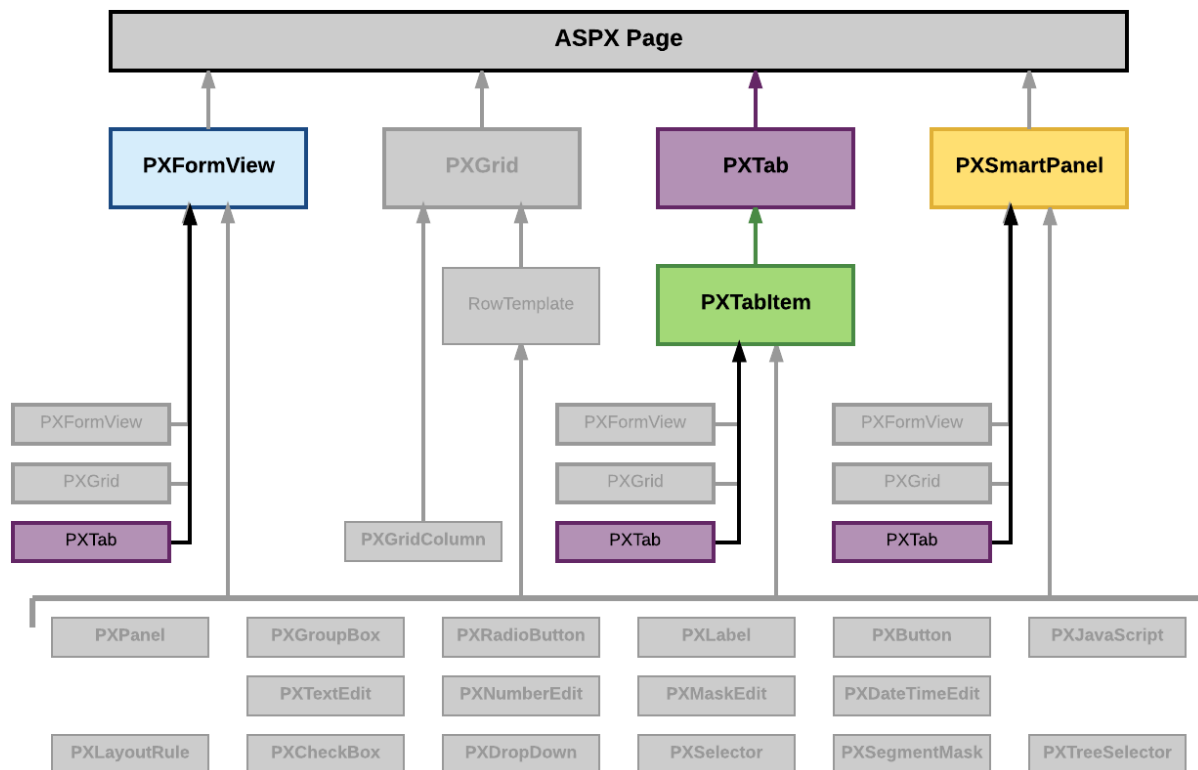 ASPX Page
PXFormView
PXGrid
PXTab
PXSmartPanel
RowTemplate
PXTabItem
PXFormView
PXFormView
PXFormView
PXGrid
PXGrid
PXGrid
PXTab
PXGridColumn
PXTab
PXTab
PXPanel
PXGroupBox
PXRadioButton
PXLabel
PXButton
PXJavaScript
PXTextEdit
PXNumberEdit
PXMaskEdit
PXDateTimeEdit
PXLayoutRule
PXCheckBox
PXDropDown
PXSelector
PXSegmentMask
PXTreeSelector